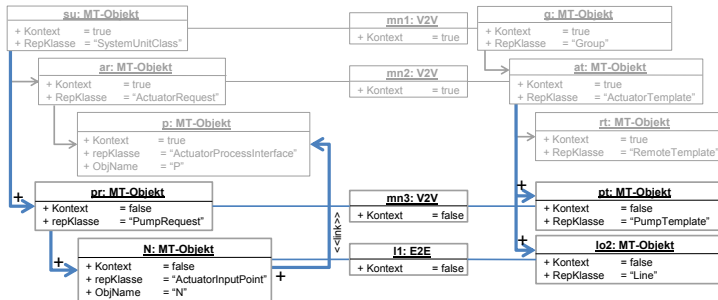 su: MT-Objekt
+ Kontext = true
+ RepKlasse = "SystemUnitClass"
mn1: V2V
+ Kontext = true
g: MT-Objekt
+ Kontext = true
+ RepKlasse = "Group"
ar: MT-Objekt
+ Kontext = true
+ RepKlasse = "ActuatorRequest"
mn2: V2V
+ Kontext = true
at: MT-Objekt
+ Kontext = true
+ RepKlasse = "ActuatorTemplate"
p: MT-Objekt
+ Kontext = true
+ repKlasse = "ActuatorProcessInterface"
+ ObjName = "P"
rt: MT-Objekt
+ Kontext = true
+ RepKlasse = "RemoteTemplate"
+
pr: MT-Objekt
+ Kontext = false
+ repKlasse = "PumpRequest"
mn3: V2V
+ Kontext = false
+
pt: MT-Objekt
+ Kontext = false
+ RepKlasse = "PumpTemplate"
<<link>>
+
N: MT-Objekt
+ Kontext = false
+ repKlasse = "ActuatorInputPoint"
+ ObjName = "N"
+
l1: E2E
+ Kontext = false
+
lo2: MT-Objekt
+ Kontext = false
+ RepKlasse = "Line"